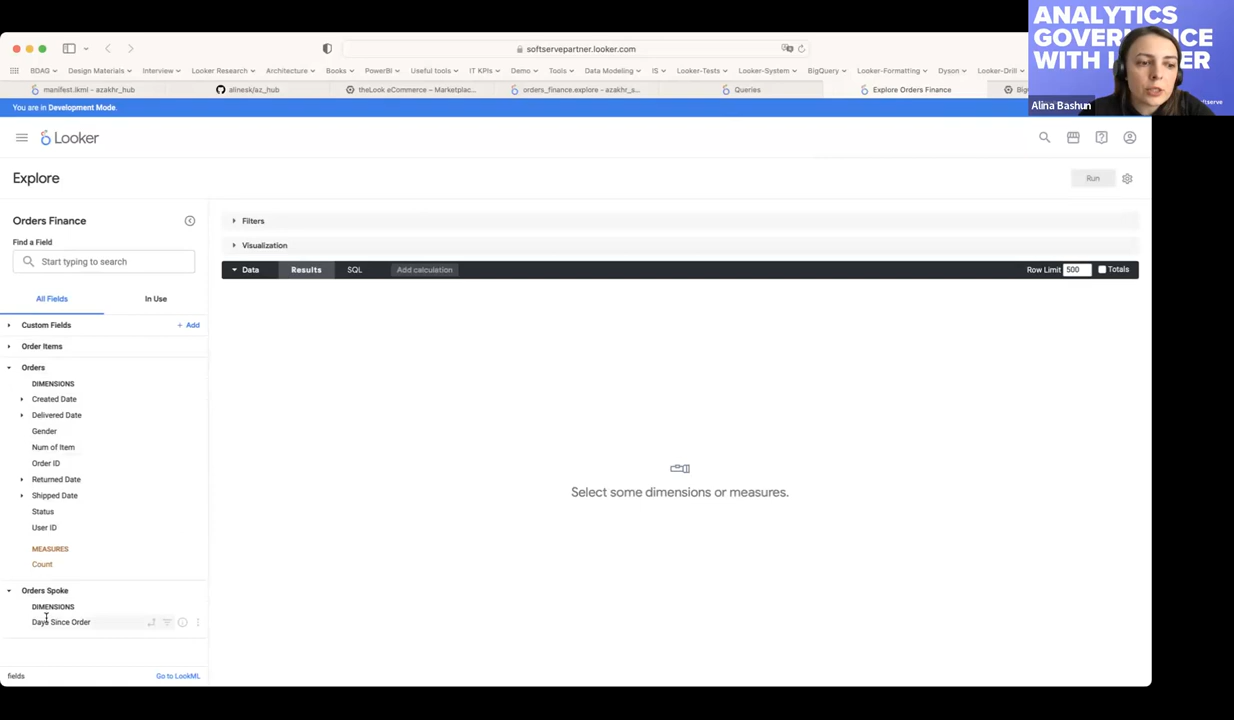 ANALYTICS
GOVERNANCE
WITH
Alina Bashun
softservepartner.looker.com
BDAG
Design Materials
Interview
Looker Research
Architecture
Books
PowerBI
Useful tools
IT KPIs
Demo
Tools
Data Modeling
IS
Looker-Tests
Looker-System
BigQuery
Looker-Formatting
Dyson
Looker-Drill
manifest.lkml – azakhr_hub
alinesk/az_hub
theLook eCommerce – Marketplac...
orders_finance.explore – azakhr_s...
Queries
Explore Orders Finance
You are in Development Mode.
Looker
Explore
Run
Orders Finance
Filters
Find a Field
Start typing to search
Visualization
Data
Results
SQL
Add calculation
Row Limit
500
Totals
All Fields
In Use
Custom Fields
+ Add
Order Items
Orders
DIMENSIONS
Created Date
Delivered Date
Gender
Num of Item
Order ID
Returned Date
Shipped Date
Status
User ID
MEASURES
Count
Select some dimensions or measures.
Orders Spoke
DIMENSIONS
Days Since Order
fields
Go to LookML